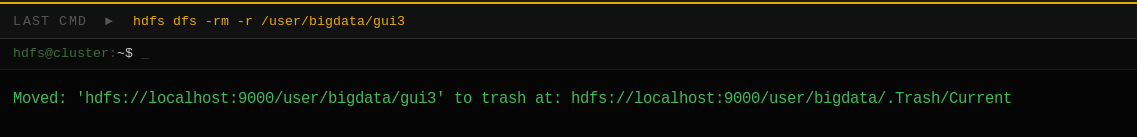 LAST CMD ► hdfs dfs -rm -r /user/bigdata/gui3
hdfs@cluster:~$ _
Moved: 'hdfs://localhost:9000/user/bigdata/gui3' to trash at: hdfs://localhost:9000/user/bigdata/.Trash/Current